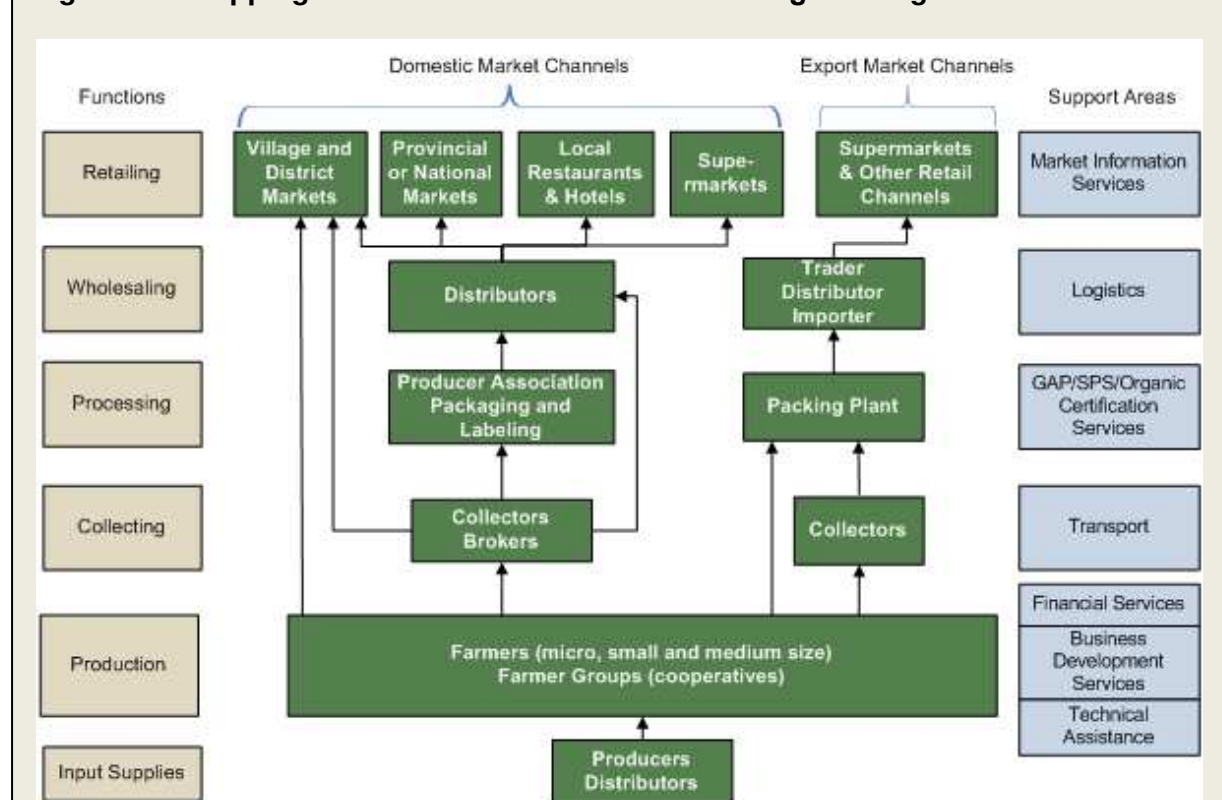 Domestic Market Channels
Export Market Channels
Functions
Support Areas
Retailing
Village and
District
Markets
Provincial
or National
Markets
Local
Restaurants
& Hotels
Supe-
rmarkets
Supermarkets
& Other Retail
Channels
Market Information
Services
Wholesaling
Distributors
Trader
Distributor
Importer
Logistics
Processing
Producer Association
Packaging and
Labeling
Packing Plant
GAP/SPS/Organic
Certification
Services
Collecting
Collectors
Brokers
Collectors
Transport
Financial Services
Production
Farmers (micro, small and medium size)
Farmer Groups (cooperatives)
Business
Development
Services
Technical
Assistance
Input Supplies
Producers
Distributors